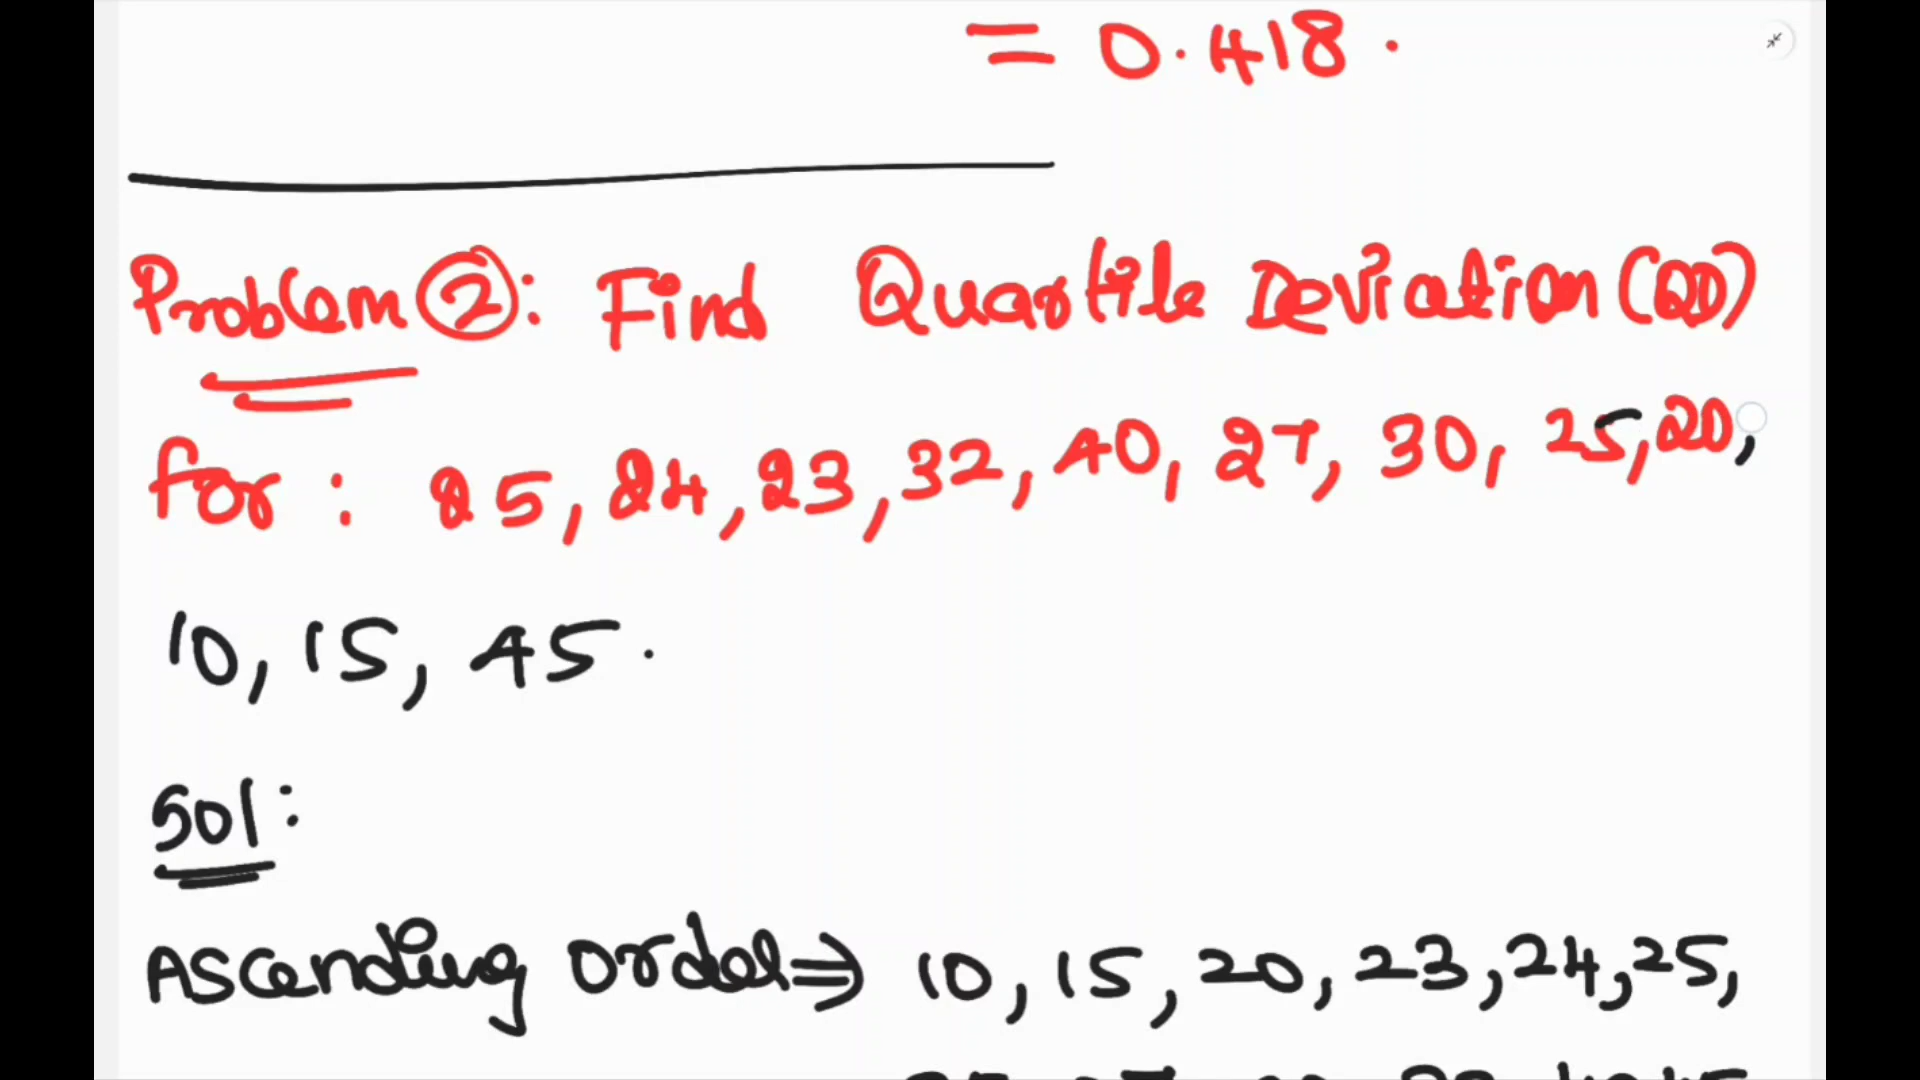 = 0.418.
Problem ②: Find Quartile Deviation (QD)
for : 25, 24, 23, 32, 40, 27, 30, 25, 20,
10, 15, 45.
Sol:
Ascending order ⇒ 10, 15, 20, 23, 24, 25,